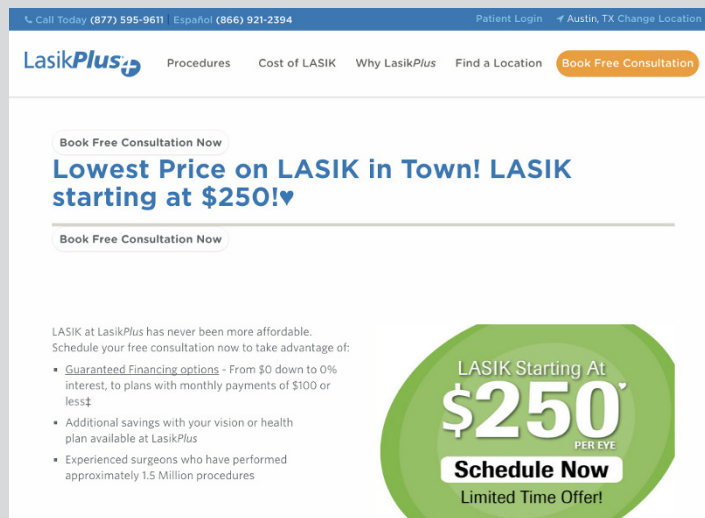 Call Today (877) 595-9611 | Español (866) 921-2394 Patient Login Austin, TX Change Location
LasikPlus Procedures Cost of LASIK Why LasikPlus Find a Location Book Free Consultation
Book Free Consultation Now
Lowest Price on LASIK in Town! LASIK
starting at $250!♥
Book Free Consultation Now
LASIK at LasikPlus has never been more affordable.
Schedule your free consultation now to take advantage of:
▪ Guaranteed Financing options - From $0 down to 0%
interest, to plans with monthly payments of $100 or
less‡
▪ Additional savings with your vision or health
plan available at LasikPlus
▪ Experienced surgeons who have performed
approximately 1.5 Million procedures
LASIK Starting At
$250♥
PER EYE
Schedule Now
Limited Time Offer!